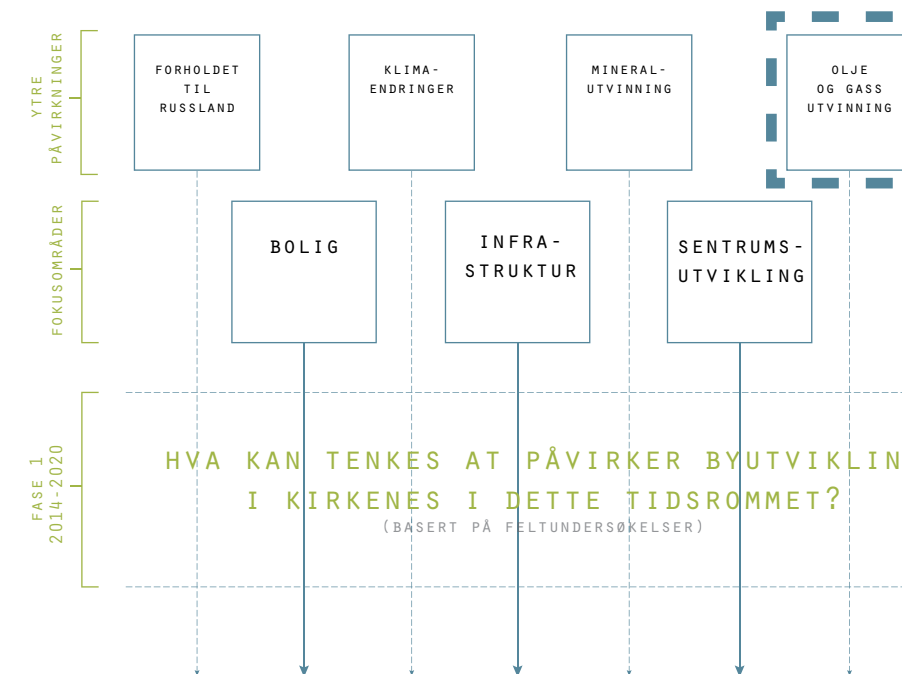 YTRE
PÅVIRKNINGER
FORHOLDET
TIL
RUSSLAND
KLIMA-
ENDRINGER
MINERAL-
UTVINNING
OLJE
OG GASS
UTVINNING
FOKUSOMRÅDER
BOLIG
INFRA-
STRUKTUR
SENTRUMS-
UTVIKLING
FASE 1
2014-2020
HVA KAN TENKES AT PÅVIRKER BYUTVIKLIN
I KIRKENES I DETTE TIDSROMMET?
(BASERT PÅ FELTUNDERSØKELSER)